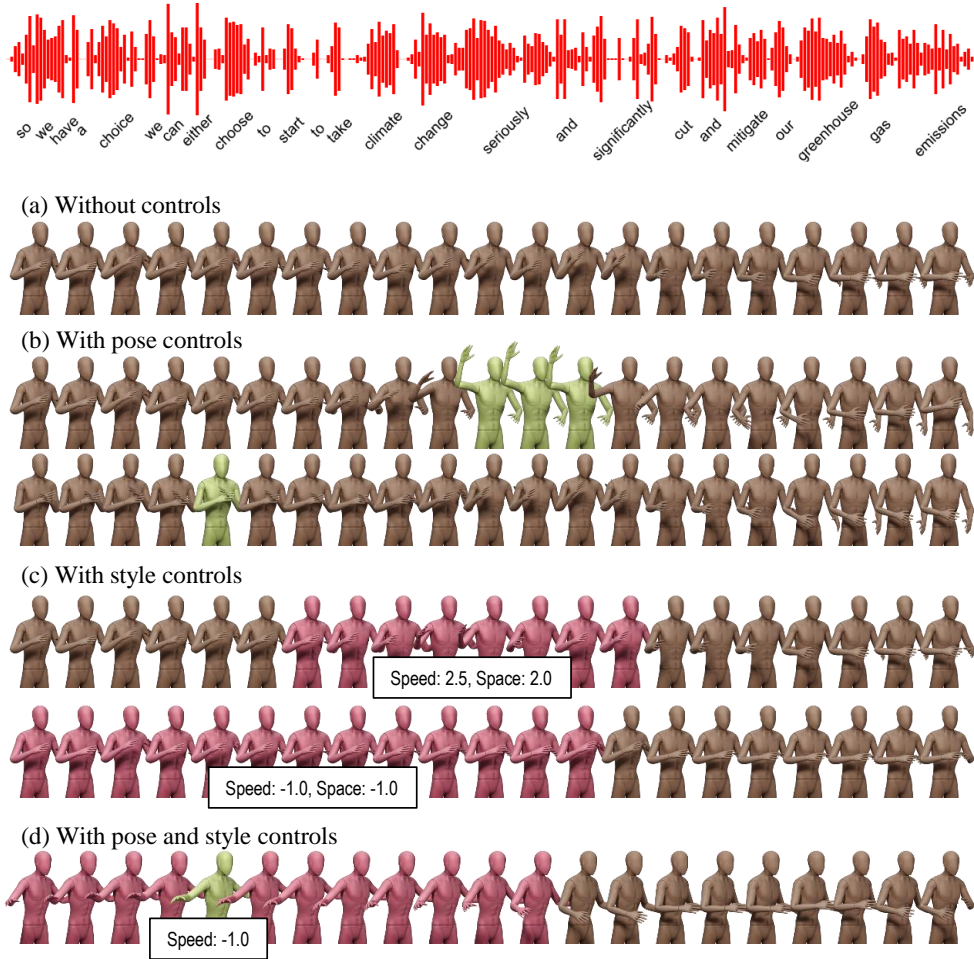 so we have a choice we can either choose to start to take climate change seriously and significantly cut and mitigate our greenhouse gas emissions
(a) Without controls
(b) With pose controls
(c) With style controls
Speed: 2.5, Space: 2.0
Speed: -1.0, Space: -1.0
(d) With pose and style controls
Speed: -1.0